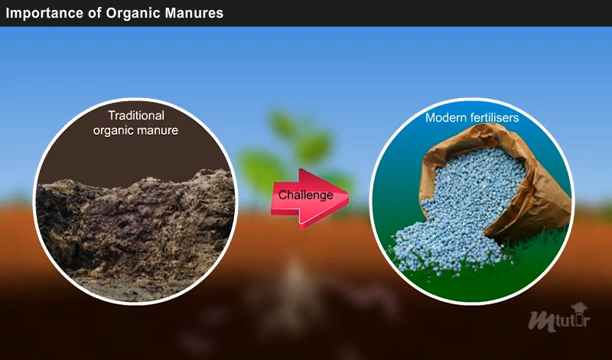 Importance of Organic Manures
Traditional
organic manure
Challenge
Modern fertilisers
mtutor